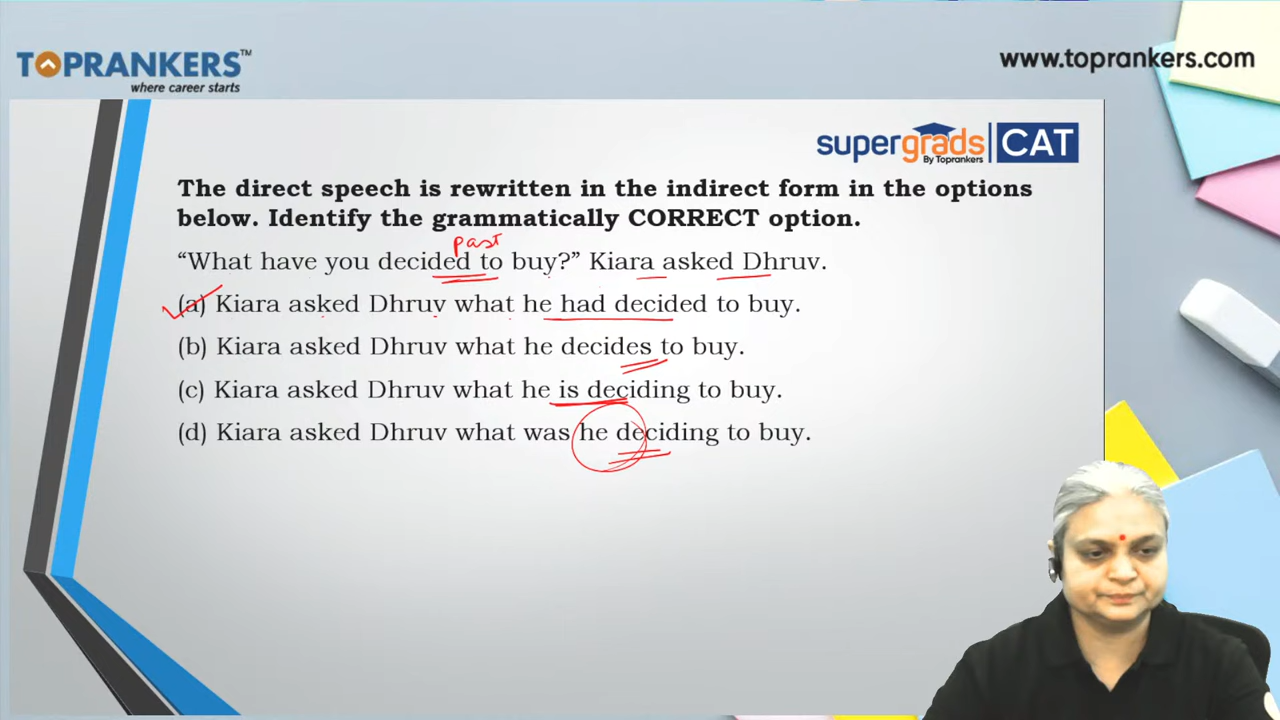 TOPRANKERS™
where career starts
www.toprankers.com
supergrads
By Toprankers
CAT
The direct speech is rewritten in the indirect form in the options
below. Identify the grammatically CORRECT option.
past
“What have you decided to buy?” Kiara asked Dhruv.
(a) Kiara asked Dhruv what he had decided to buy.
(b) Kiara asked Dhruv what he decides to buy.
(c) Kiara asked Dhruv what he is deciding to buy.
(d) Kiara asked Dhruv what was he deciding to buy.